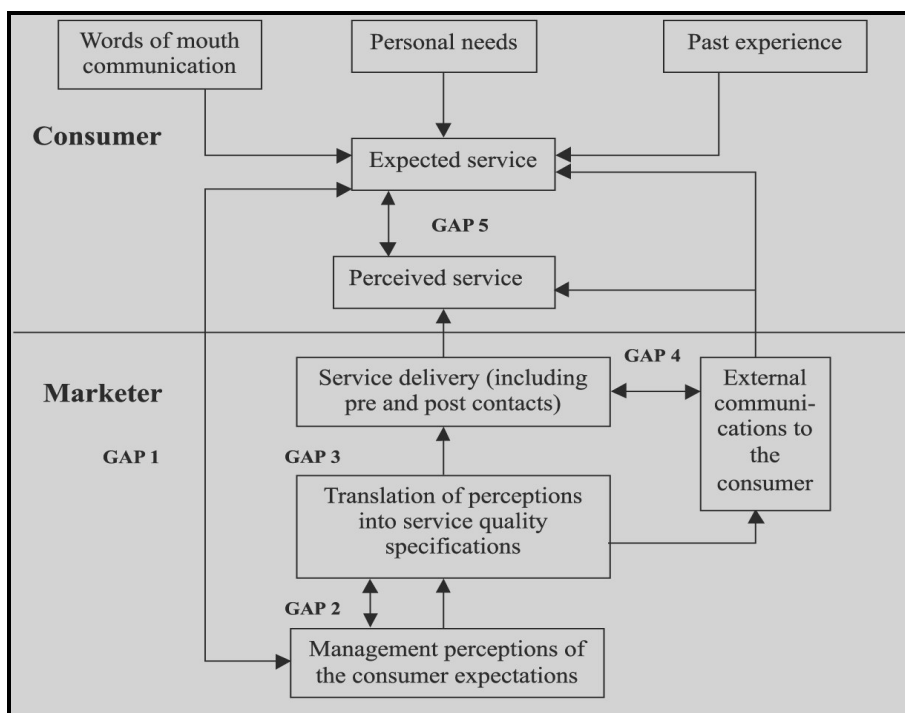 Words of mouth
communication
Personal needs
Past experience
Consumer
Expected service
GAP 5
Perceived service
Marketer
Service delivery (including
pre and post contacts)
GAP 4
External
communi-
cations to
the
consumer
GAP 1
GAP 3
Translation of perceptions
into service quality
specifications
GAP 2
Management perceptions of
the consumer expectations